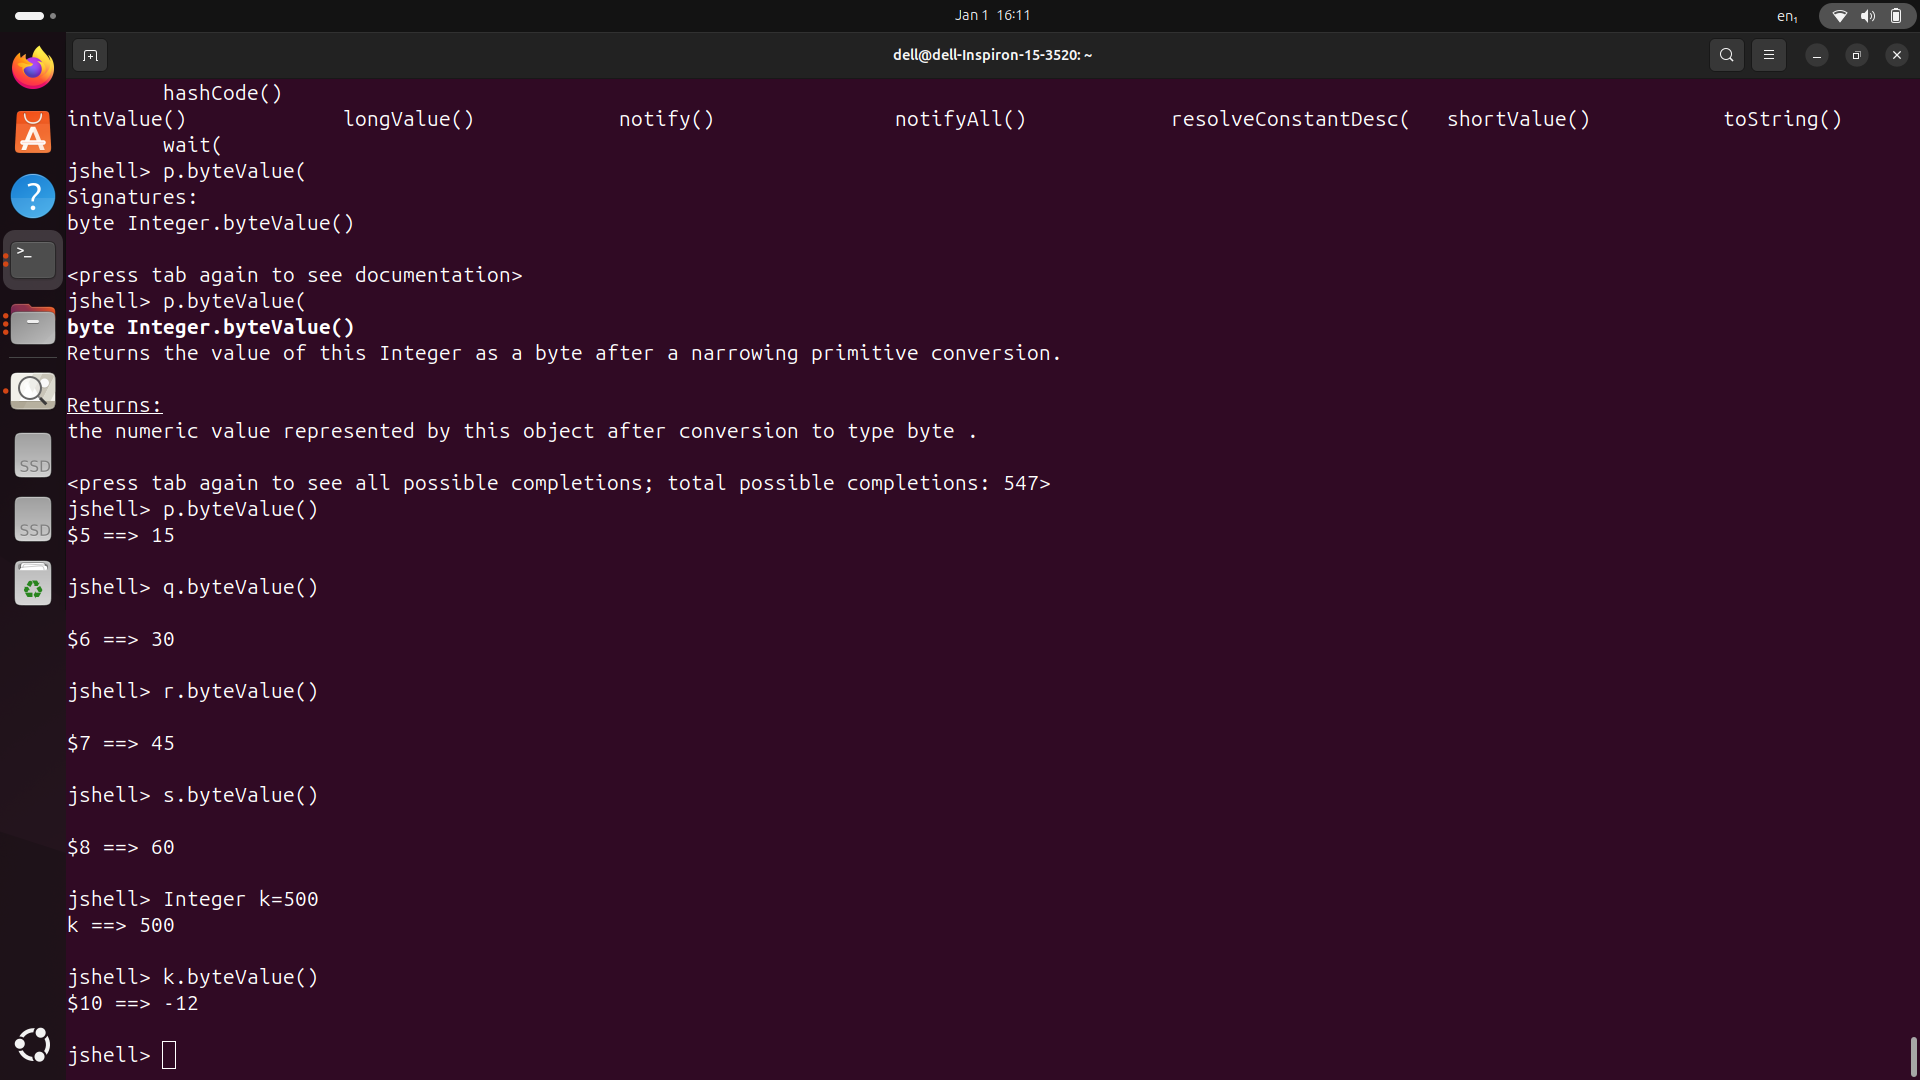 Jan 1 16:11
en₁
dell@dell-Inspiron-15-3520: ~
hashCode()
intValue() longValue() notify() notifyAll() resolveConstantDesc( shortValue() toString()
wait(
jshell> p.byteValue(
Signatures:
byte Integer.byteValue()
<press tab again to see documentation>
jshell> p.byteValue(
byte Integer.byteValue()
Returns the value of this Integer as a byte after a narrowing primitive conversion.
Returns:
the numeric value represented by this object after conversion to type byte .
<press tab again to see all possible completions; total possible completions: 547>
jshell> p.byteValue()
$5 ==> 15
jshell> q.byteValue()
$6 ==> 30
jshell> r.byteValue()
$7 ==> 45
jshell> s.byteValue()
$8 ==> 60
jshell> Integer k=500
k ==> 500
jshell> k.byteValue()
$10 ==> -12
jshell>
SSD
SSD